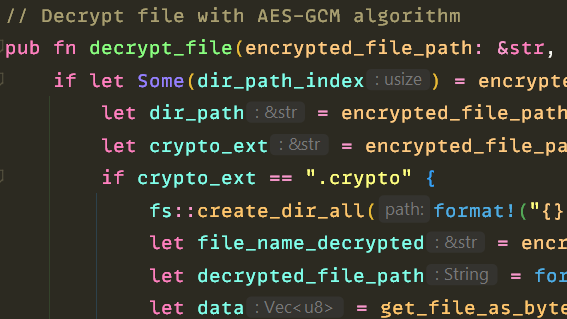 // Decrypt file with AES-GCM algorithm
pub fn decrypt_file(encrypted_file_path: &str,
if let Some(dir_path_index: usize) = encrypte
let dir_path: &str = encrypted_file_path
let crypto_ext: &str = encrypted_file_pa
if crypto_ext == ".crypto" {
fs::create_dir_all(path: format!("{}
let file_name_decrypted: &str = encr
let decrypted_file_path: String = for
let data: Vec<u8> = get_file_as_byte